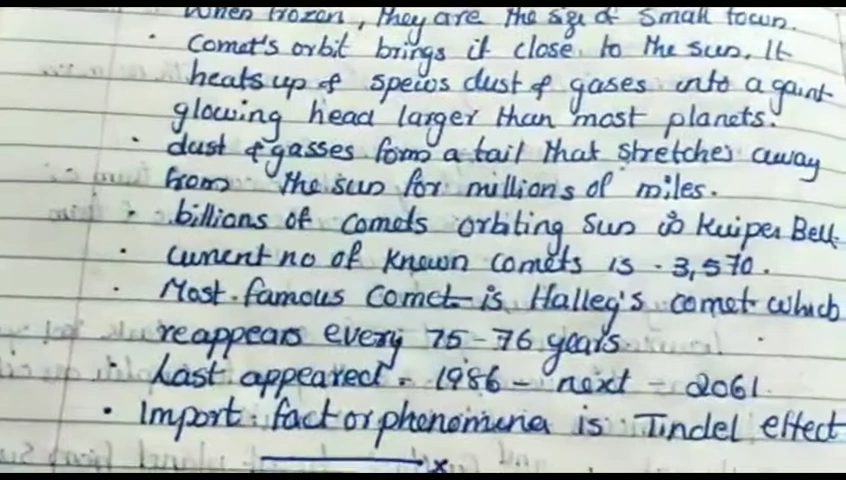 when frozen, they are the size of small town.
• Comet's orbit brings it close to the sun. It
heats up & spews dust & gases into a gaint
glowing head larger than most planets.
• dust & gasses form a tail that stretches away
from the sun for millions of miles.
• billions of comets orbiting Sun in Kuiper Belt.
• current no of known comets is - 3,570.
• Most famous Comet is Halley's comet which
reappears every 75-76 years
• Last appeared - 1986 - next - 2061
• Import. fact or phenomena is Tindel effect